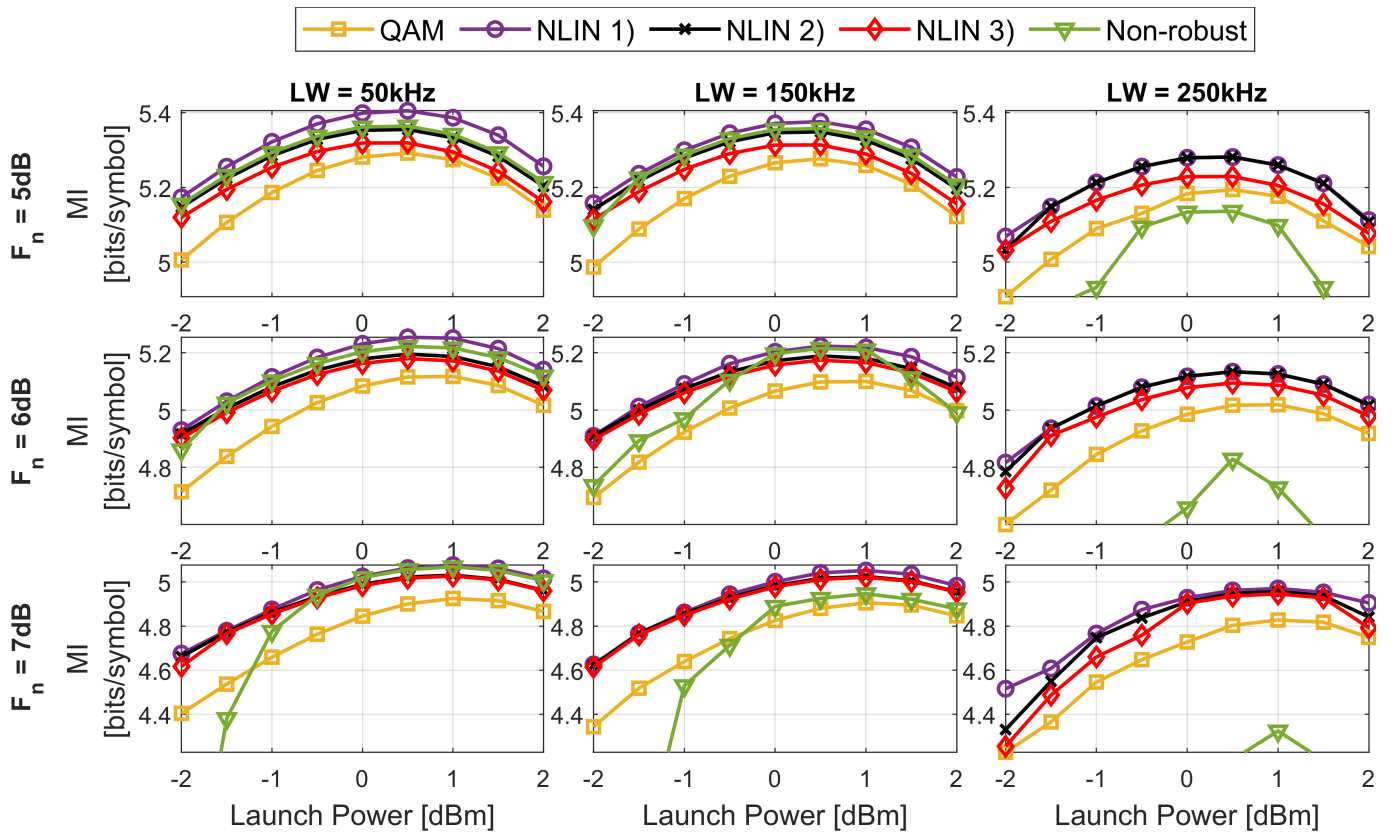 QAM NLIN 1) NLIN 2) NLIN 3) Non-robust
LW = 50kHz LW = 150kHz LW = 250kHz
F_n = 5dB
MI
[bits/symbol]
5.4 5.4 5.4
5.2 5.2 5.2
5 5 5
-2 -1 0 1 2 -2 -1 0 1 2 -2 -1 0 1 2
F_n = 6dB
MI
[bits/symbol]
5.2 5.2 5.2
5 5 5
4.8 4.8 4.8
-2 -1 0 1 2 -2 -1 0 1 2 -2 -1 0 1 2
F_n = 7dB
MI
[bits/symbol]
5 5 5
4.8 4.8 4.8
4.6 4.6 4.6
4.4 4.4 4.4
-2 -1 0 1 2 -2 -1 0 1 2 -2 -1 0 1 2
Launch Power [dBm] Launch Power [dBm] Launch Power [dBm]